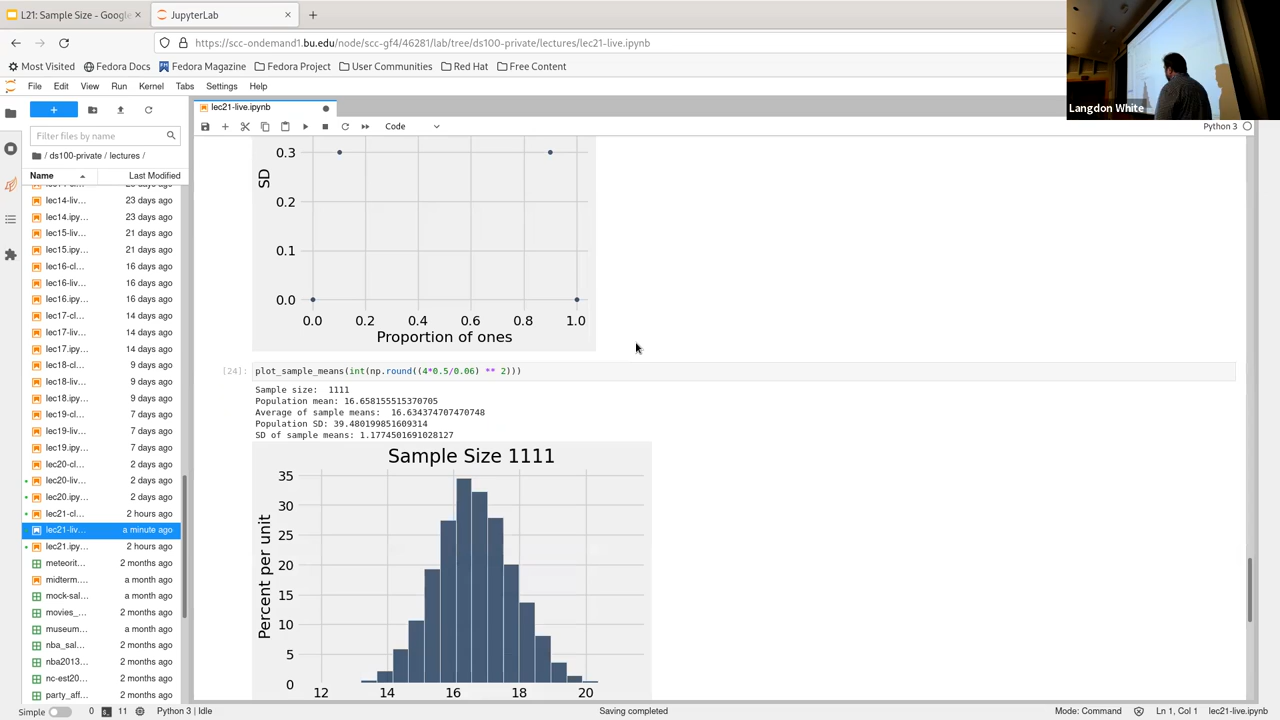 L21: Sample Size - Google
JupyterLab
https://scc-ondemand1.bu.edu/node/scc-gf4/46281/lab/tree/ds100-private/lectures/lec21-live.ipynb
Most Visited Fedora Docs Fedora Magazine Fedora Project User Communities Red Hat Free Content
Langdon White
File Edit View Run Kernel Tabs Settings Help
lec21-live.ipynb
Code
Python 3
Filter files by name
/ ds100-private / lectures /
Name Last Modified
lec14-liv... 23 days ago
lec14.ipy... 23 days ago
lec15-liv... 21 days ago
lec15.ipy... 21 days ago
lec16-cl... 16 days ago
lec16-liv... 16 days ago
lec16.ipy... 16 days ago
lec17-cl... 14 days ago
lec17-liv... 14 days ago
lec17.ipy... 14 days ago
lec18-cl... 9 days ago
lec18-liv... 9 days ago
lec18.ipy... 9 days ago
lec19-cl... 7 days ago
lec19-liv... 7 days ago
lec19.ipy... 7 days ago
lec20-cl... 2 days ago
lec20-liv... 2 days ago
lec20.ipy... 2 days ago
lec21-cl... 2 hours ago
lec21-liv... a minute ago
lec21.ipy... 2 hours ago
meteorit... 2 months ago
midterm.... a month ago
mock-sal... a month ago
movies_... 2 months ago
museum... a month ago
nba_sal... 2 months ago
nba2013... 2 months ago
nc-est20... 2 months ago
party_aff... 2 months ago
0.3
0.2
0.1
0.0
SD
0.0 0.2 0.4 0.6 0.8 1.0
Proportion of ones
[24]: plot_sample_means(int(np.round((4*0.5/0.06) ** 2)))
Sample size: 1111
Population mean: 16.658155515370705
Average of sample means: 16.634374707470748
Population SD: 39.480199851609314
SD of sample means: 1.1774501691028127
Sample Size 1111
35
30
25
20
15
10
5
0
Percent per unit
12 14 16 18 20
Simple 0 11 Python 3 | Idle Saving completed Mode: Command Ln 1, Col 1 lec21-live.ipynb